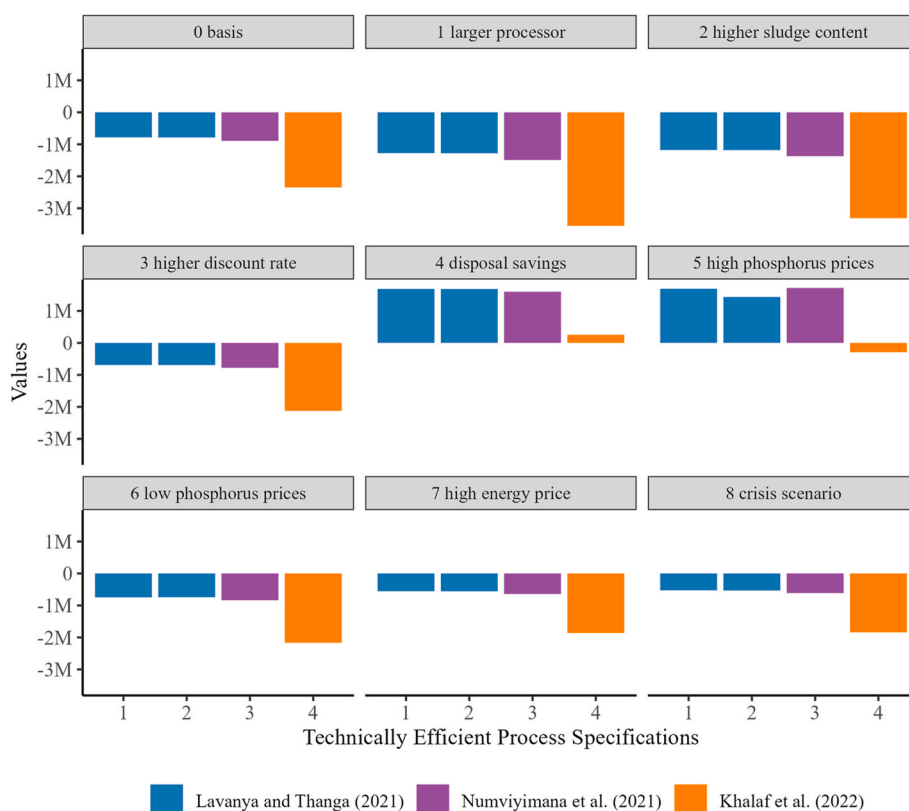 0 basis
1 larger processor
2 higher sludge content
1M
0
-1M
-2M
-3M
3 higher discount rate
4 disposal savings
5 high phosphorus prices
1M
0
-1M
-2M
-3M
Values
6 low phosphorus prices
7 high energy price
8 crisis scenario
1M
0
-1M
-2M
-3M
1 2 3 4 1 2 3 4 1 2 3 4
Technically Efficient Process Specifications
Lavanya and Thanga (2021) Numviyimana et al. (2021) Khalaf et al. (2022)